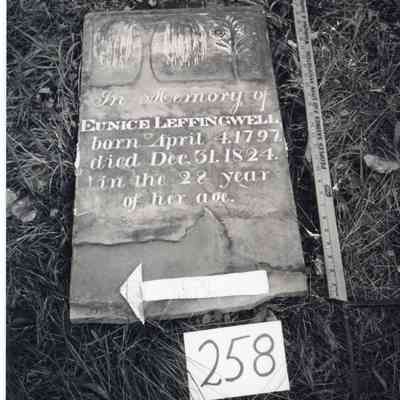 In Memory of
EUNICE LEFFINGWELL
born April 4.1797
died Dec. 31. 1824.
in the 28 year
of her age.
258